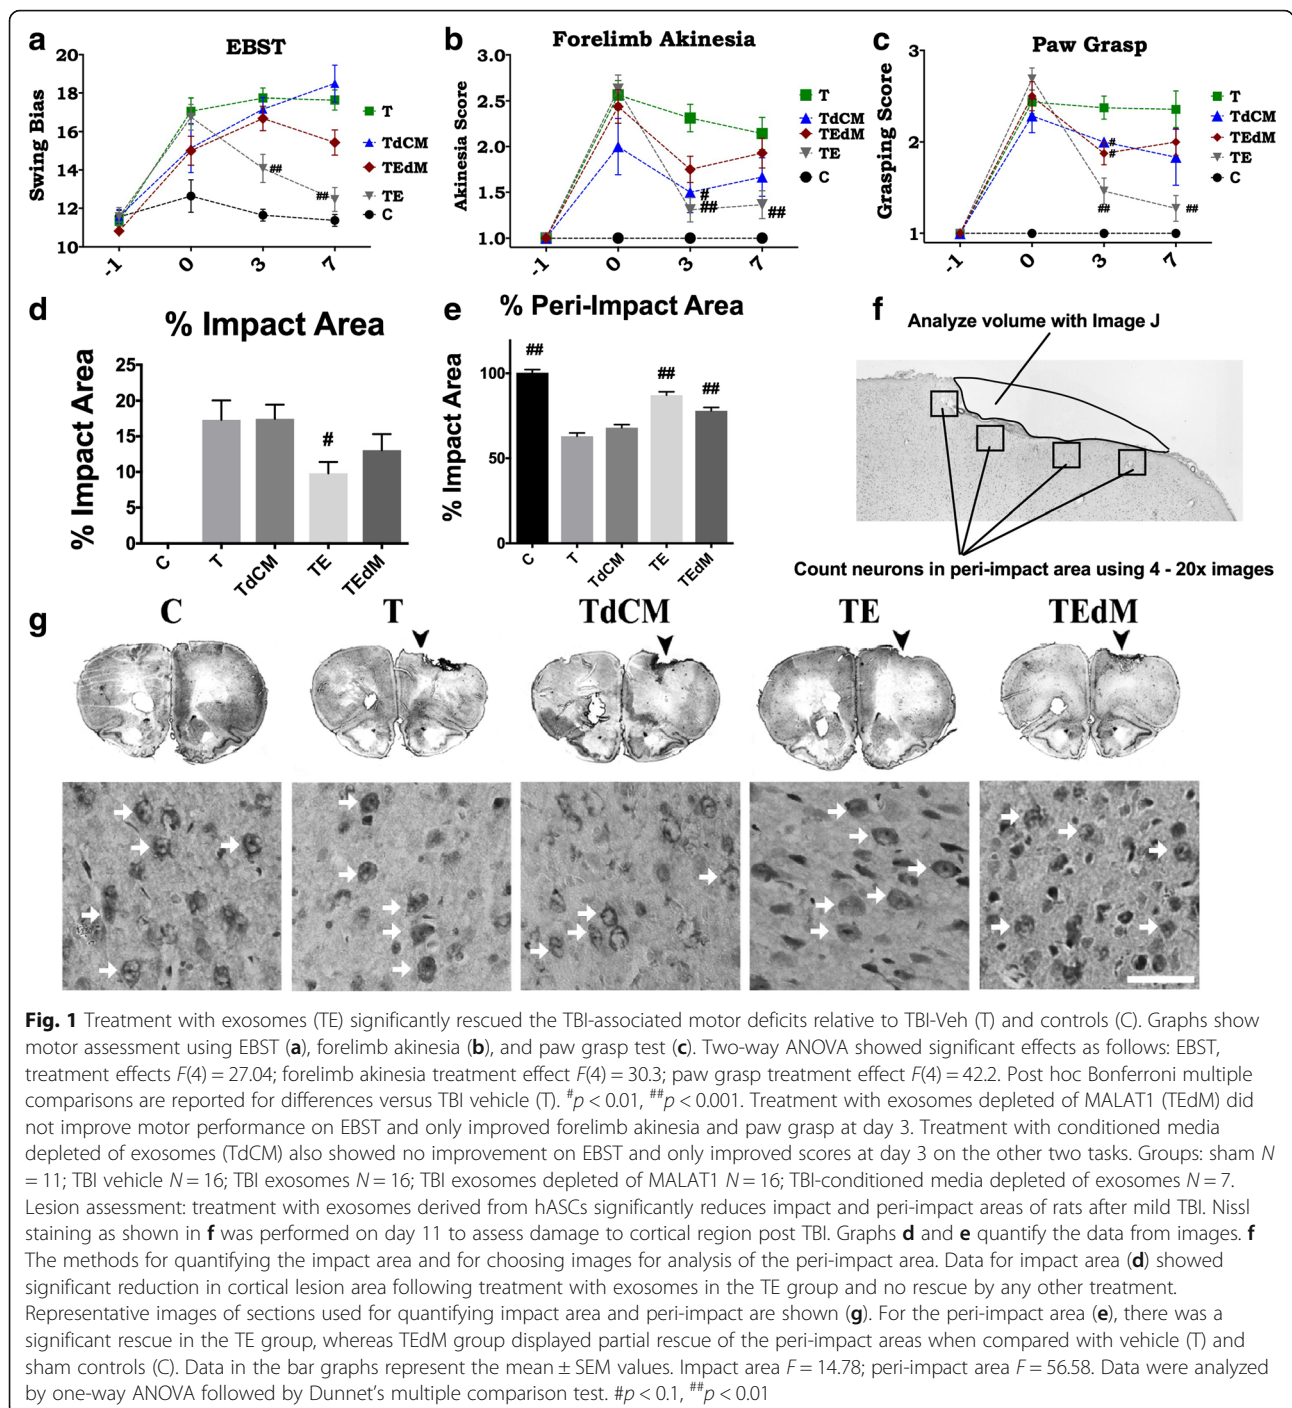 a
EBST
Swing Bias
20
18
16
14
12
10
-1
0
3
7
##
##
T
TdCM
TEdM
TE
C
b
Forelimb Akinesia
Akinesia Score
3.0
2.5
2.0
1.5
1.0
-1
0
3
7
#
##
##
T
TdCM
TEdM
TE
C
c
Paw Grasp
Grasping Score
3
2
1
-1
0
3
7
#
#
##
##
T
TdCM
TEdM
TE
C
d
% Impact Area
% Impact Area
25
20
15
10
5
0
#
C
T
TdCM
TE
TEdM
e
% Peri-Impact Area
% Impact Area
100
50
0
##
##
##
C
T
TdCM
TE
TEdM
f
Analyze volume with Image J
Count neurons in peri-impact area using 4 - 20x images
g
C
T
TdCM
TE
TEdM
Fig. 1 Treatment with exosomes (TE) significantly rescued the TBI-associated motor deficits relative to TBI-Veh (T) and controls (C). Graphs show
motor assessment using EBST (a), forelimb akinesia (b), and paw grasp test (c). Two-way ANOVA showed significant effects as follows: EBST,
treatment effects F(4) = 27.04; forelimb akinesia treatment effect F(4) = 30.3; paw grasp treatment effect F(4) = 42.2. Post hoc Bonferroni multiple
comparisons are reported for differences versus TBI vehicle (T). #p < 0.01, ##p < 0.001. Treatment with exosomes depleted of MALAT1 (TEdM) did
not improve motor performance on EBST and only improved forelimb akinesia and paw grasp at day 3. Treatment with conditioned media
depleted of exosomes (TdCM) also showed no improvement on EBST and only improved scores at day 3 on the other two tasks. Groups: sham N
= 11; TBI vehicle N = 16; TBI exosomes N = 16; TBI exosomes depleted of MALAT1 N = 16; TBI-conditioned media depleted of exosomes N = 7.
Lesion assessment: treatment with exosomes derived from hASCs significantly reduces impact and peri-impact areas of rats after mild TBI. Nissl
staining as shown in f was performed on day 11 to assess damage to cortical region post TBI. Graphs d and e quantify the data from images. f
The methods for quantifying the impact area and for choosing images for analysis of the peri-impact area. Data for impact area (d) showed
significant reduction in cortical lesion area following treatment with exosomes in the TE group and no rescue by any other treatment.
Representative images of sections used for quantifying impact area and peri-impact are shown (g). For the peri-impact area (e), there was a
significant rescue in the TE group, whereas TEdM group displayed partial rescue of the peri-impact areas when compared with vehicle (T) and
sham controls (C). Data in the bar graphs represent the mean ± SEM values. Impact area F = 14.78; peri-impact area F = 56.58. Data were analyzed
by one-way ANOVA followed by Dunnet's multiple comparison test. #p < 0.1, ##p < 0.01